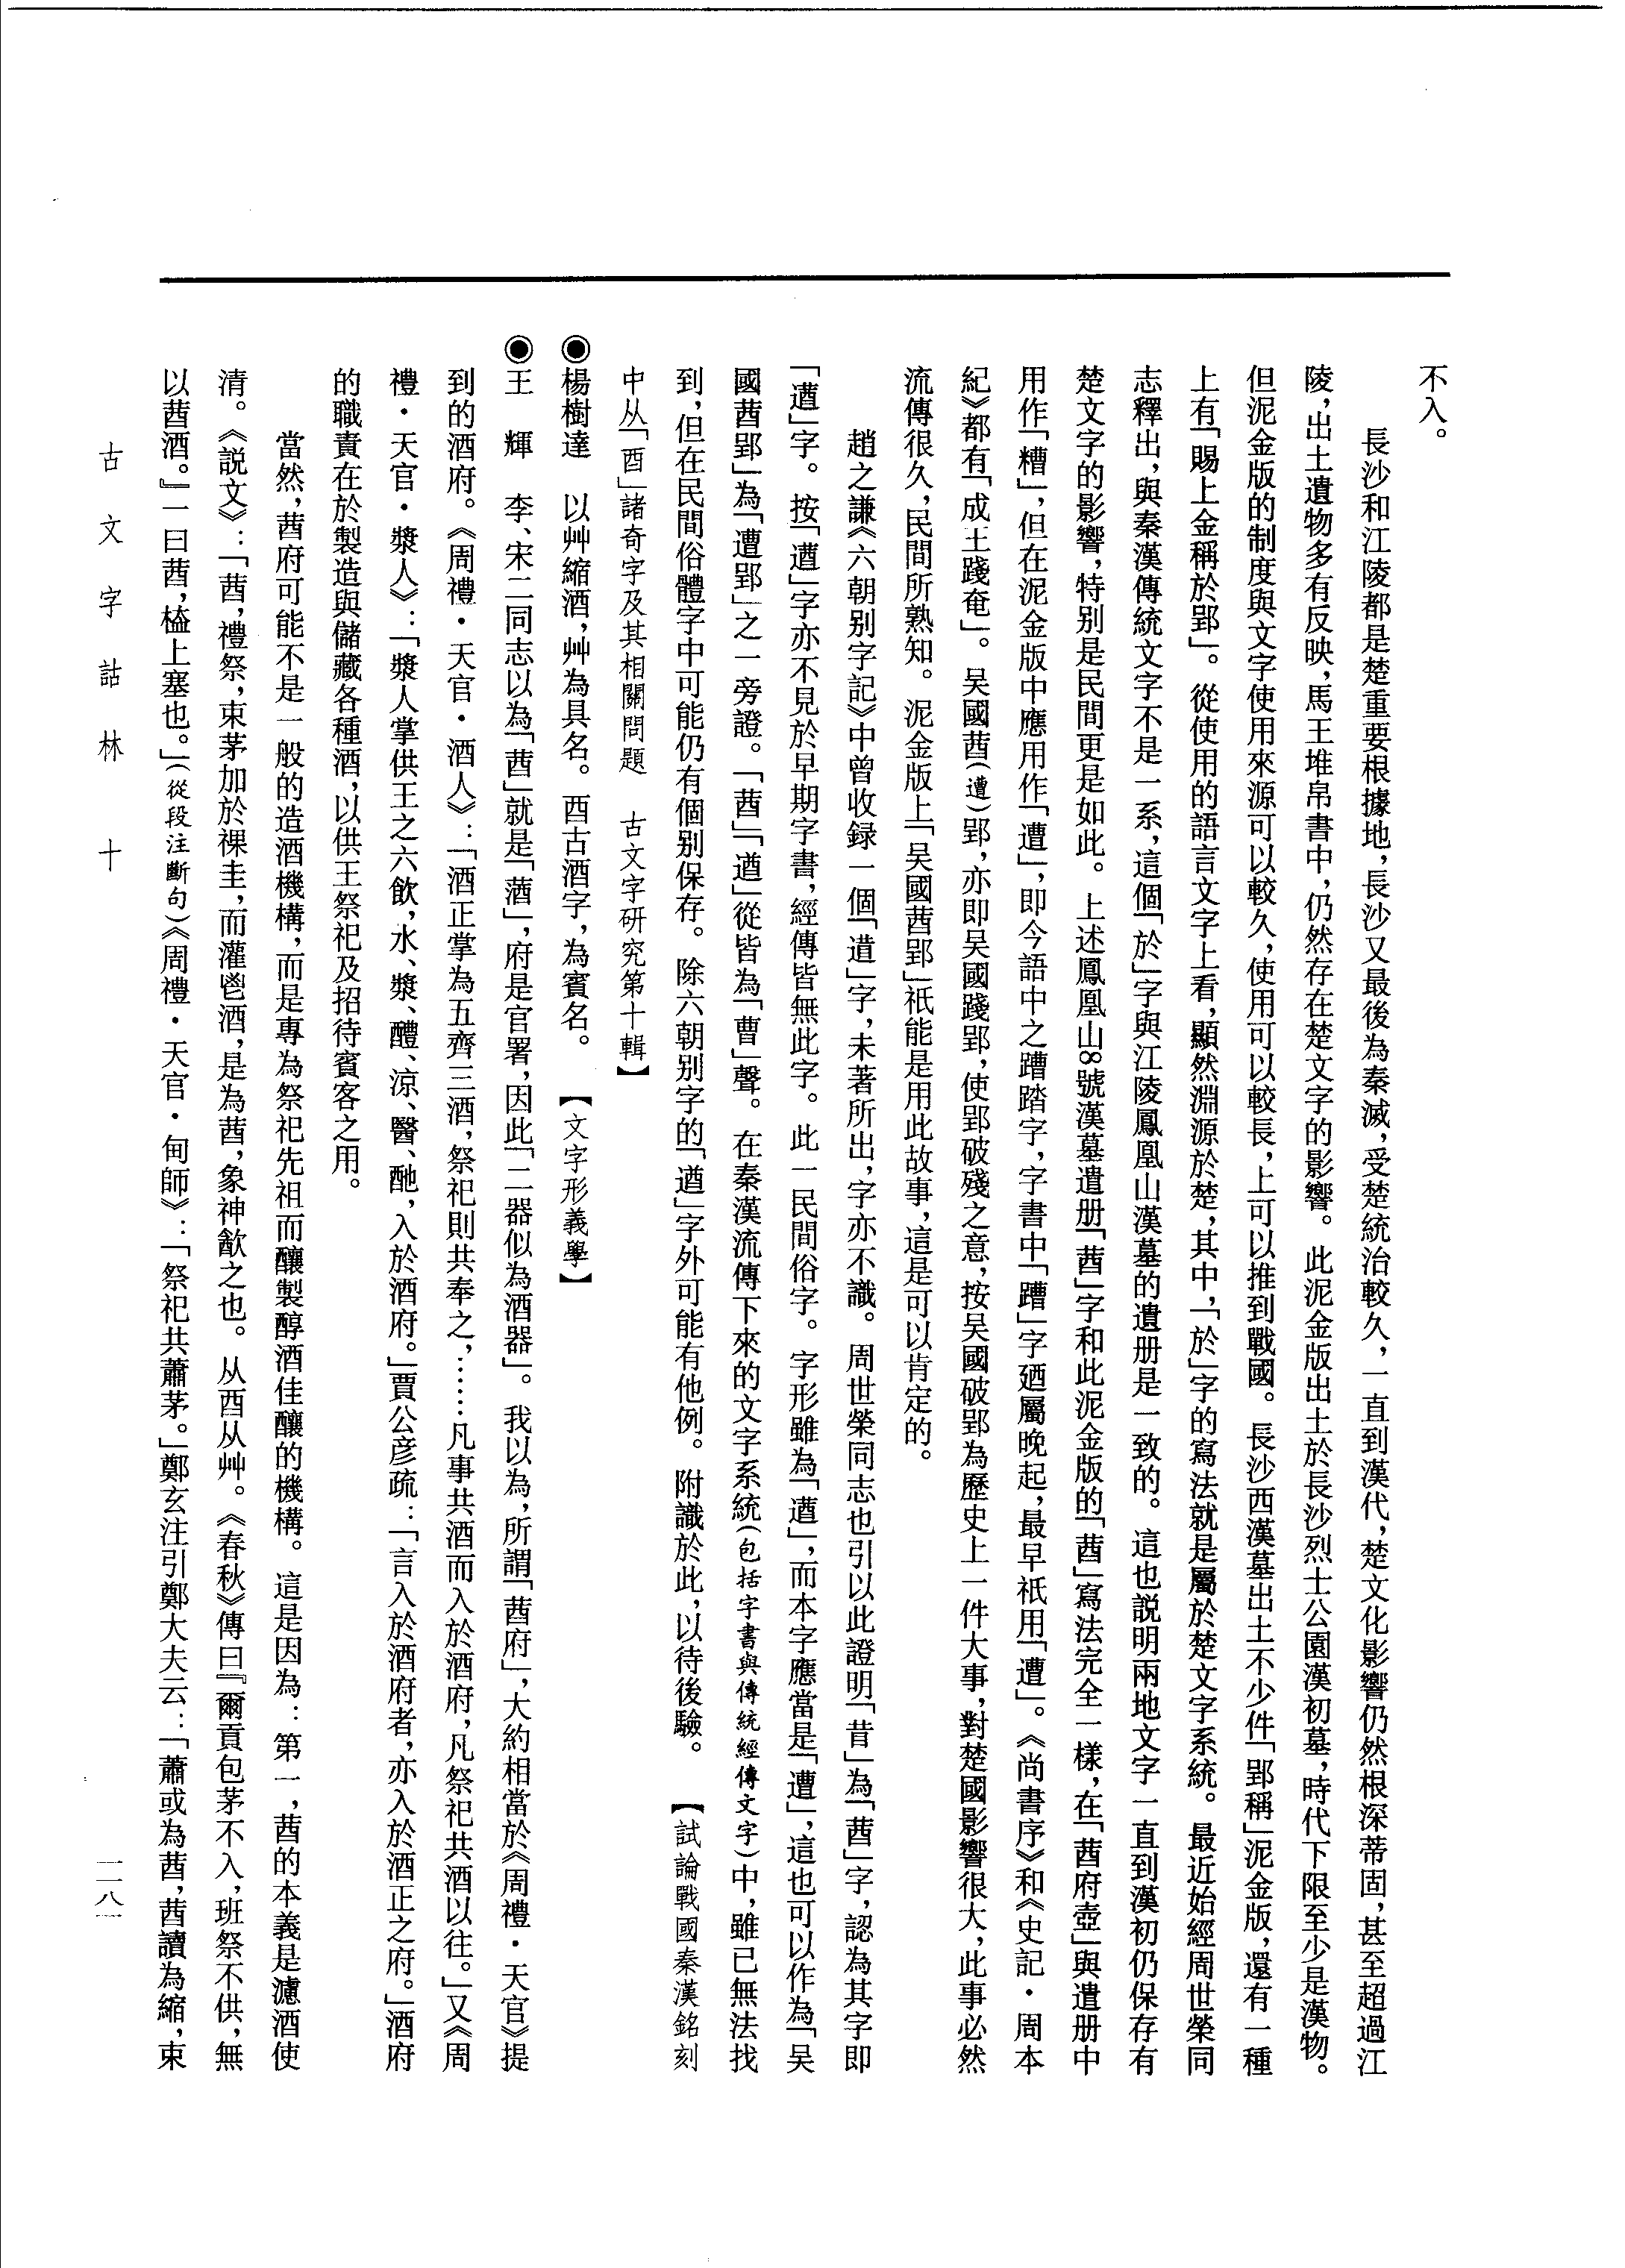 不入。
長沙和江陵都是楚重要根據地，長沙又最後為秦滅，受楚統治較久，一直到漢代，楚文化影響仍然根深蒂固，甚至超過江
陵，出土遺物多有反映，馬王堆帛書中，仍然存在楚文字的影響。此泥金版出土於長沙烈士公園漢初墓，時代下限至少是漢物。
但泥金版的制度與文字使用來源可以較久，使用可以較長，上可以推到戰國。長沙西漢墓出土不少件「郢稱」泥金版，還有一種
上有「賜上金稱於郢」。從使用的語言文字上看，顯然淵源於楚，其中，「於」字的寫法就是屬於楚文字系統。最近始經周世榮同
志釋出，與秦漢傳統文字不是一系，這個「於」字與江陵鳳凰山漢墓的遺册是一致的。這也説明兩地文字一直到漢初仍保存有
楚文字的影響，特别是民間更是如此。上述鳳凰山8號漢墓遺册「莤」字和此泥金版的「莤」寫法完全一樣，在「莤府壺」與遺册中
用作「糟」，但在泥金版中應用作「遭」，即今語中之蹧踏字，字書中「蹧」字廼屬晚起，最早祇用「遭」。《尚書序》和《史記·周本
紀》都有「成王踐奄」。吴國莤（遭）郢，亦即吴國踐郢，使郢破殘之意，按吴國破郢為歷史上一件大事，對楚國影響很大，此事必然
流傳很久，民間所熟知。泥金版上「吴國莤郢」祇能是用此故事，這是可以肯定的。
趙之謙《六朝别字記》中曾收録一個「遒」字，未著所出，字亦不識。周世榮同志也引以此證明「昔」為「莤」字，認為其字即
「遒」字。按「遒」字亦不見於早期字書，經傳皆無此字。此一民間俗字。字形雖為「遒」，而本字應當是「遭」，這也可以作為「吴
國莤郢」為「遭郢」之一旁證。「莤」「遒」從皆為「曹」聲。在秦漢流傳下來的文字系統（包括字書與傳統經傳文字）中，雖已無法找
到，但在民間俗體字中可能仍有個别保存。除六朝别字的「遒」字外可能有他例。附識於此，以待後驗。【試論戰國秦漢銘刻
中从「酉」諸奇字及其相關問題　古文字研究第十輯】
◉楊樹達　以艸縮酒，艸為具名。酉古酒字，為賓名。【文字形義學】
◉王　輝　李、宋二同志以為「莤」就是「蕕」，府是官署，因此「二器似為酒器」。我以為，所謂「莤府」，大約相當於《周禮·天官》提
到的酒府。《周禮·天官·酒人》：「酒正掌為五齊三酒，祭祀則共奉之，……凡事共酒而入於酒府，凡祭祀共酒以往。」又《周
禮·天官·漿人》：「漿人掌供王之六飲，水、漿、醴、涼、醫、酏，入於酒府。」賈公彦疏：「言入於酒府者，亦入於酒正之府。」酒府
的職責在於製造與儲藏各種酒，以供王祭祀及招待賓客之用。
當然，莤府可能不是一般的造酒機構，而是專為祭祀先祖而釀製醇酒佳釀的機構。這是因為：第一，莤的本義是濾酒使
清。《説文》：「莤，禮祭，束茅加於祼圭，而灌鬯酒，是為莤，象神歆之也。从酉从艸。《春秋》傳曰『爾貢包茅不入，班祭不供，無
以莤酒。』一曰莤，榼上塞也。」（從段注斷句）《周禮·天官·甸師》：「祭祀共蕭茅。」鄭玄注引鄭大夫云：「蕭或為莤，莤讀為縮，束
古文字詁林　十
一一八一